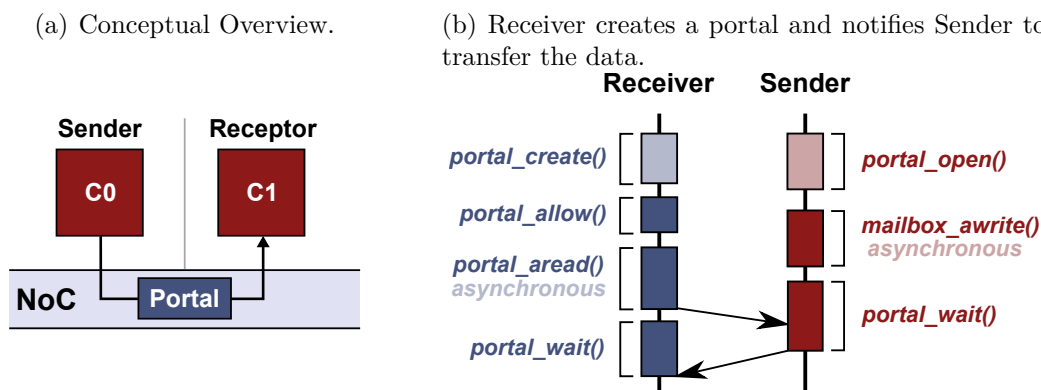 (a) Conceptual Overview.
(b) Receiver creates a portal and notifies Sender to
transfer the data.
Sender
Receptor
C0
C1
NoC
Portal
Receiver
Sender
portal_create()
portal_open()
portal_allow()
mailbox_awrite()
asynchronous
portal_aread()
asynchronous
portal_wait()
portal_wait()